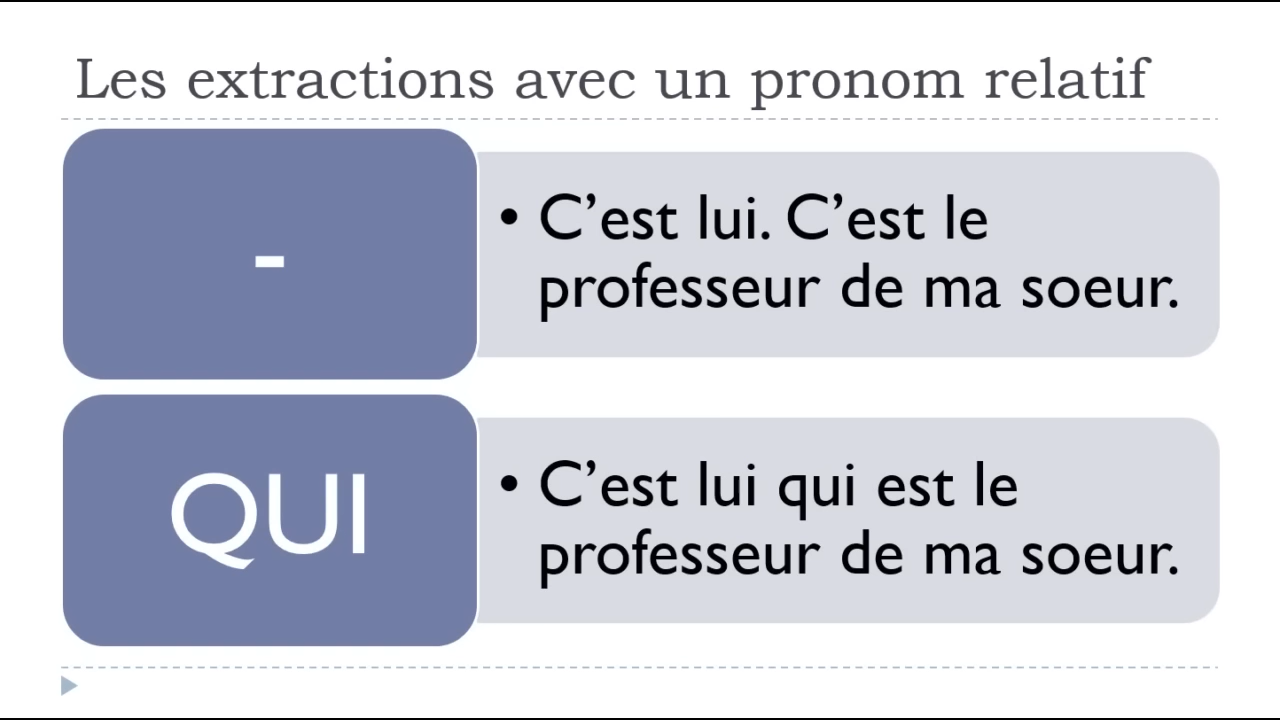 Les extractions avec un pronom relatif
-
• C’est lui. C’est le
professeur de ma soeur.
QUI
• C’est lui qui est le
professeur de ma soeur.